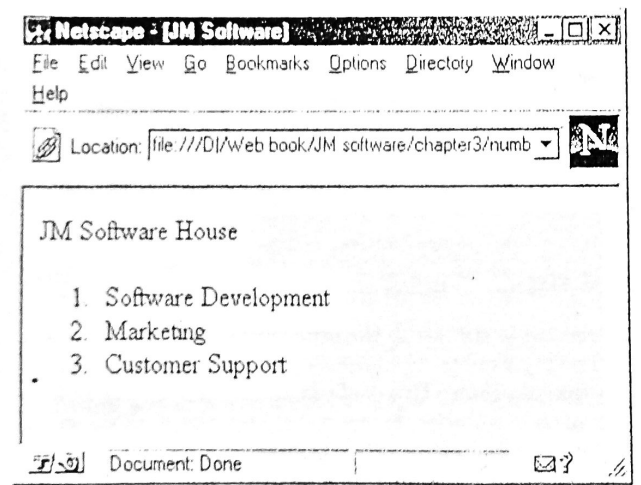 Netscape - [JM Software]
File Edit View Go Bookmarks Options Directory Window
Help
Location: file:///D|/Web book/JM software/chapter3/numb
N
JM Software House
1. Software Development
2. Marketing
3. Customer Support
Document: Done
?